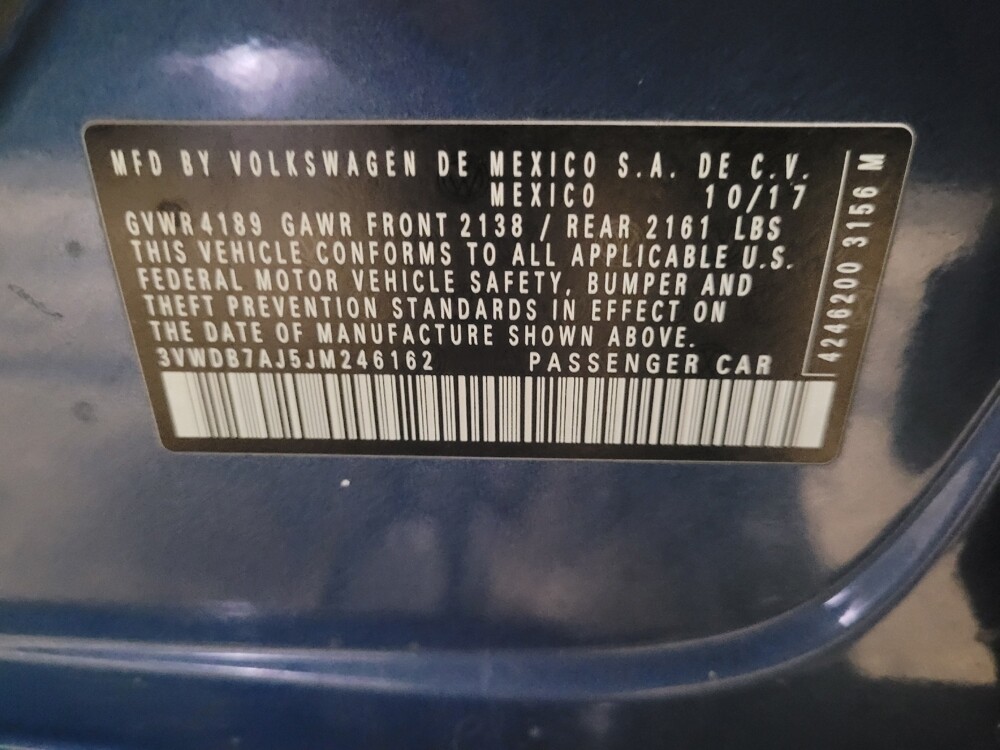 MFD BY VOLKSWAGEN DE MEXICO S.A. DE C.V.
MEXICO 10/17
GVWR 4189 GAWR FRONT 2138 / REAR 2161 LBS
THIS VEHICLE CONFORMS TO ALL APPLICABLE U.S.
FEDERAL MOTOR VEHICLE SAFETY, BUMPER AND
THEFT PREVENTION STANDARDS IN EFFECT ON
THE DATE OF MANUFACTURE SHOWN ABOVE.
3VWDB7AJ5JM246162 PASSENGER CAR
4246200 3156 M